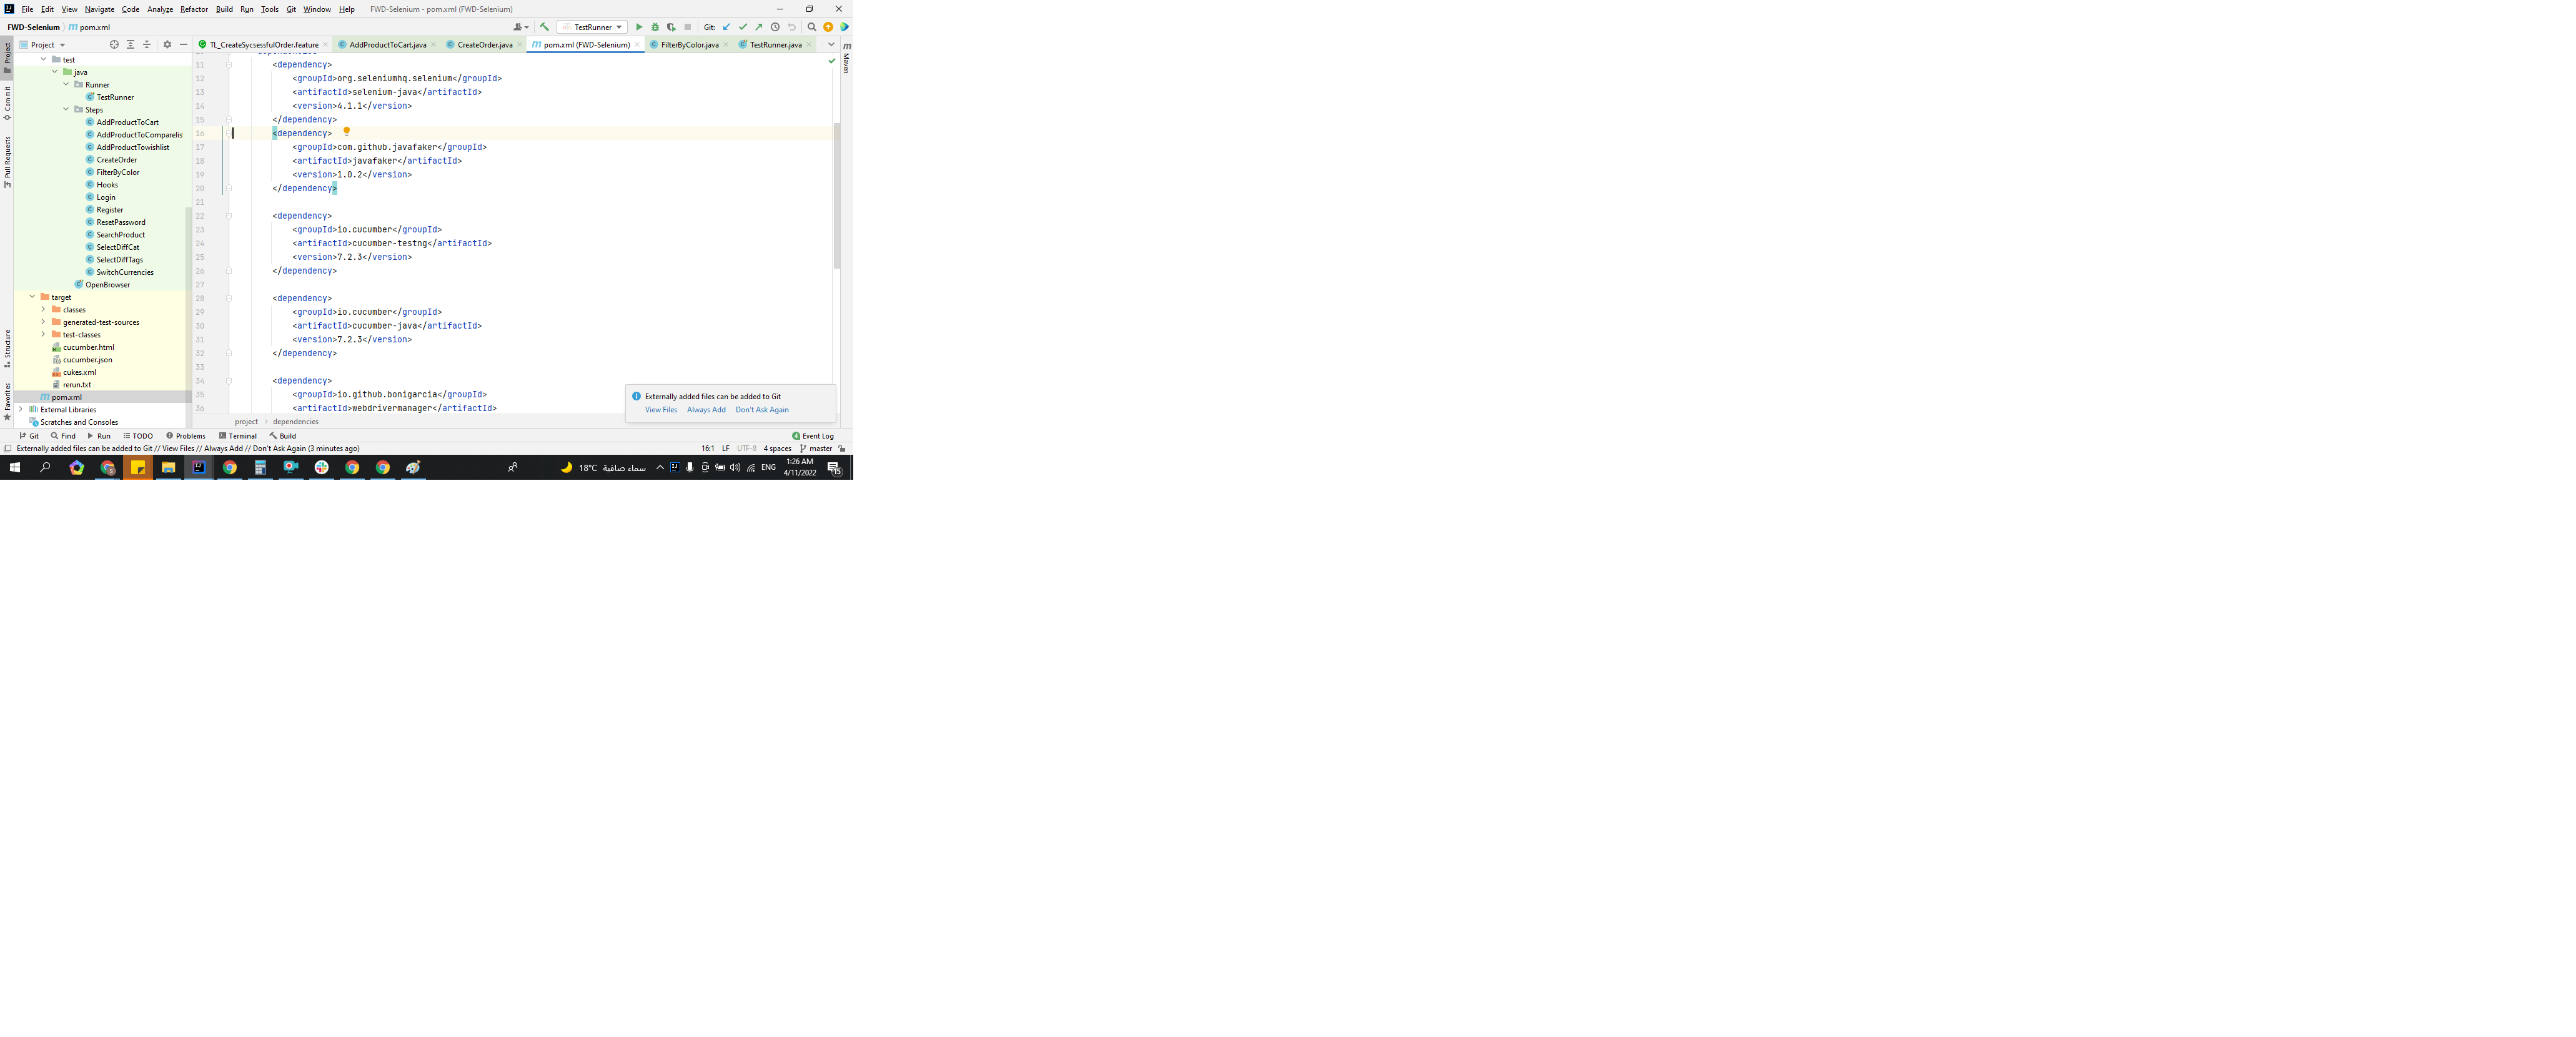 File Edit View Navigate Code Analyze Refactor Build Run Tools Git Window Help FWD-Selenium - pom.xml (FWD-Selenium)
FWD-Selenium pom.xml TestRunner Git:
Project
TL_CreateSycsessfulOrder.feature AddProductToCart.java CreateOrder.java pom.xml (FWD-Selenium) FilterByColor.java TestRunner.java
Project
Commit
Pull Requests
Structure
Favorites
Maven
test
java
Runner
TestRunner
Steps
AddProductToCart
AddProductToComparelis
AddProductTowishlist
CreateOrder
FilterByColor
Hooks
Login
Register
ResetPassword
SearchProduct
SelectDiffCat
SelectDiffTags
SwitchCurrencies
OpenBrowser
target
classes
generated-test-sources
test-classes
cucumber.html
cucumber.json
cukes.xml
rerun.txt
pom.xml
External Libraries
Scratches and Consoles
11 <dependency>
12 <groupId>org.seleniumhq.selenium</groupId>
13 <artifactId>selenium-java</artifactId>
14 <version>4.1.1</version>
15 </dependency>
16 <dependency>
17 <groupId>com.github.javafaker</groupId>
18 <artifactId>javafaker</artifactId>
19 <version>1.0.2</version>
20 </dependency>
21
22 <dependency>
23 <groupId>io.cucumber</groupId>
24 <artifactId>cucumber-testng</artifactId>
25 <version>7.2.3</version>
26 </dependency>
27
28 <dependency>
29 <groupId>io.cucumber</groupId>
30 <artifactId>cucumber-java</artifactId>
31 <version>7.2.3</version>
32 </dependency>
33
34 <dependency>
35 <groupId>io.github.bonigarcia</groupId>
36 <artifactId>webdrivermanager</artifactId>
Externally added files can be added to Git
View Files Always Add Don't Ask Again
project dependencies
Git Find Run TODO Problems Terminal Build Event Log
Externally added files can be added to Git // View Files // Always Add // Don't Ask Again (3 minutes ago) 16:1 LF UTF-8 4 spaces master
18°C سماء صافية ENG 1:26 AM
4/11/2022 15